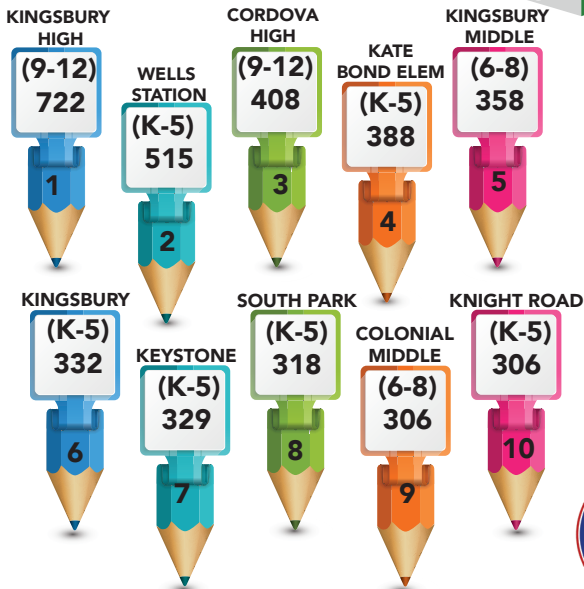 KINGSBURY
HIGH
(9-12)
722
1
WELLS
STATION
(K-5)
515
2
CORDOVA
HIGH
(9-12)
408
3
KATE
BOND ELEM
(K-5)
388
4
KINGSBURY
MIDDLE
(6-8)
358
5
KINGSBURY
(K-5)
332
6
KEYSTONE
(K-5)
329
7
SOUTH PARK
(K-5)
318
8
COLONIAL
MIDDLE
(6-8)
306
9
KNIGHT ROAD
(K-5)
306
10